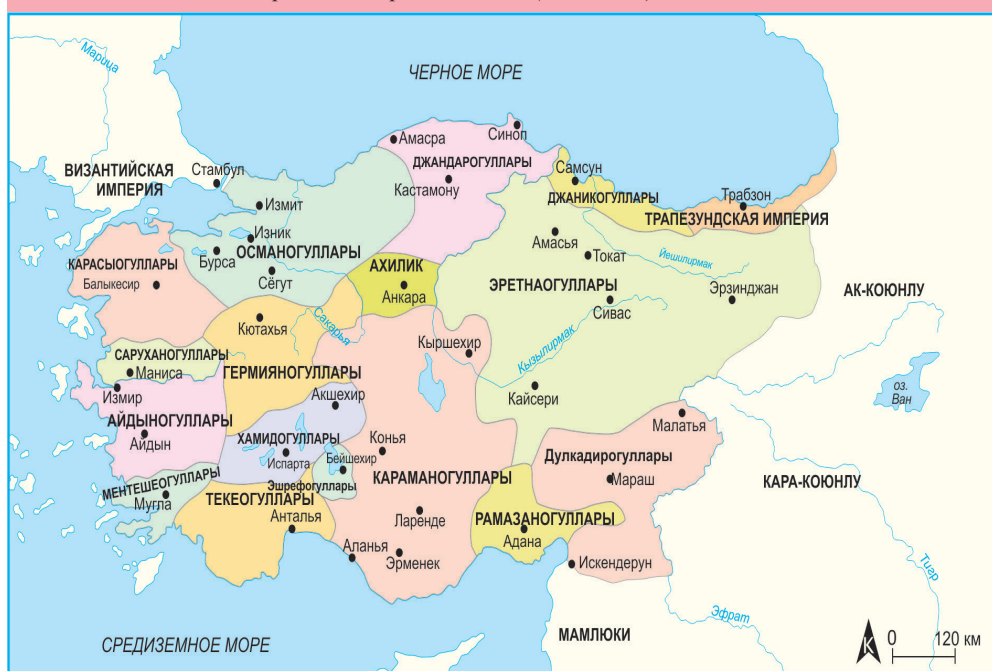 Марица
ЧЕРНОЕ МОРЕ
ВИЗАНТИЙСКАЯ
ИМПЕРИЯ
Стамбул
Амасра
Синоп
ДЖАНДАРОГУЛЛАРЫ
Кастамону
Самсун
ДЖАНИКОГУЛЛАРЫ
Трабзон
ТРАПЕЗУНДСКАЯ ИМПЕРИЯ
Измит
Изник
ОСМАНОГУЛЛАРЫ
Бурса
Сёгут
КАРАСЫОГУЛЛАРЫ
Балыкесир
АХИЛИК
Анкара
Амасья
Токат
Йешилирмак
ЭРЕТНАОГУЛЛАРЫ
Сивас
Эрзинджан
АК-КОЮНЛУ
Кютахья
Сакарья
Кыршехир
Кызылирмак
Кайсери
САРУХАНОГУЛЛАРЫ
Маниса
Измир
ГЕРМИЯНОГУЛЛАРЫ
Акшехир
оз.
Ван
АЙДЫНОГУЛЛАРЫ
Айдын
ХАМИДОГУЛЛАРЫ
Испарта
Бейшехир
Эшрефогуллары
Конья
КАРАМАНОГУЛЛАРЫ
Малатья
Дулкадирогуллары
Мараш
КАРА-КОЮНЛУ
МЕНТЕШЕОГУЛЛАРЫ
Мугла
ТЕКЕОГУЛЛАРЫ
Анталья
Ларенде
РАМАЗАНОГУЛЛАРЫ
Адана
Аланья
Эрменек
Искендерун
Тигр
Эфрат
СРЕДИЗЕМНОЕ МОРЕ
МАМЛЮКИ
К
0 120 км